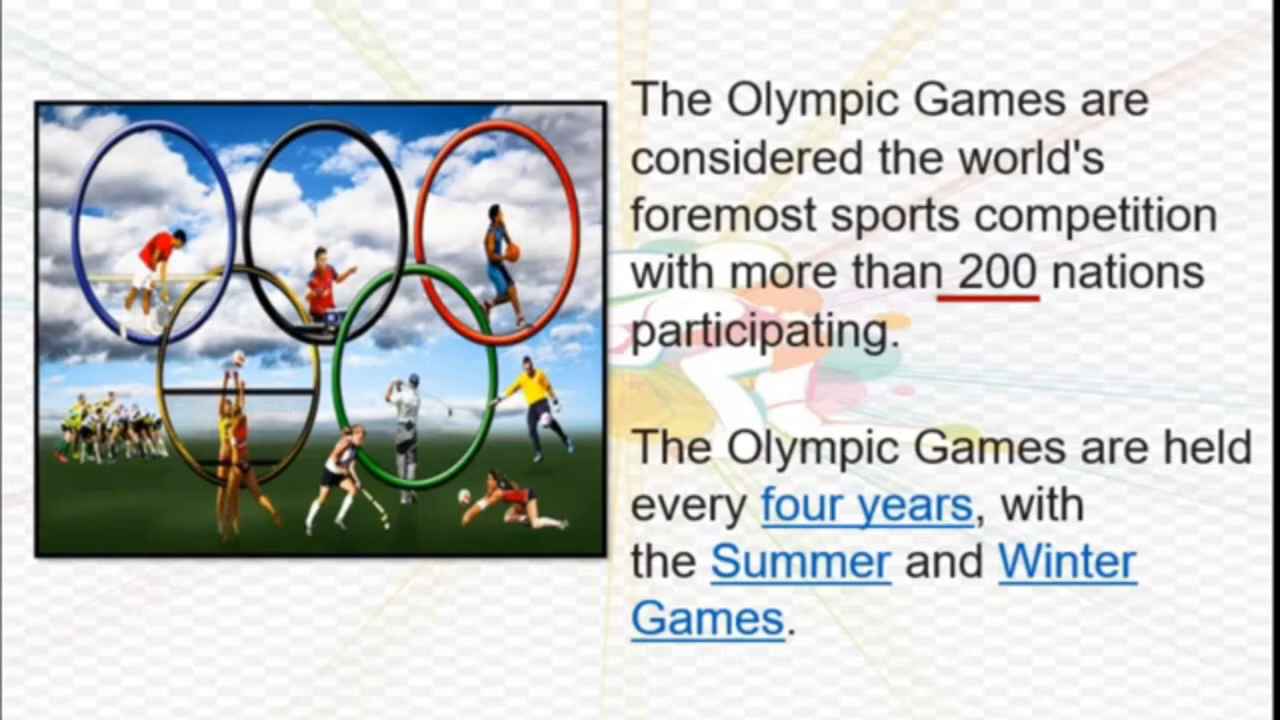 The Olympic Games are
considered the world's
foremost sports competition
with more than 200 nations
participating.
The Olympic Games are held
every four years, with
the Summer and Winter
Games.